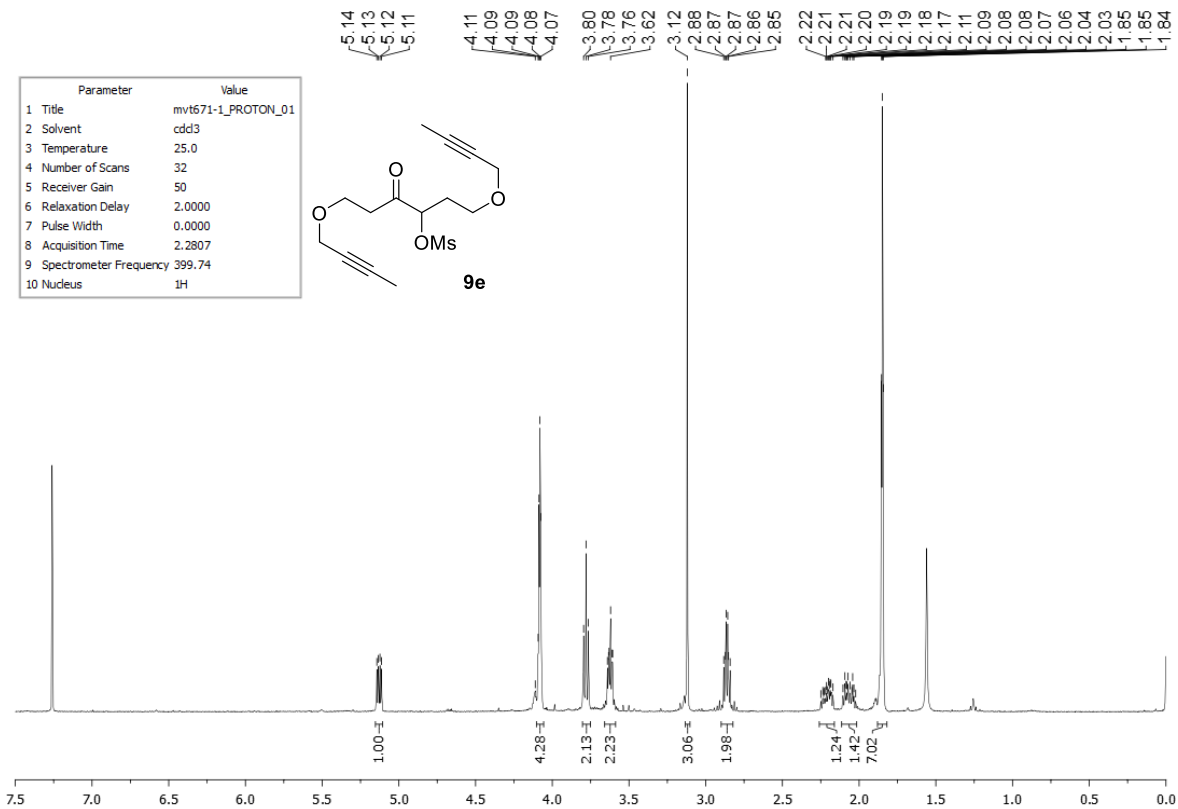 5.14 5.13 5.12 5.11 4.11 4.09 4.09 4.08 4.07 3.80 3.78 3.76 3.62 3.12 2.88 2.87 2.87 2.86 2.85 2.22 2.21 2.21 2.20 2.19 2.19 2.18 2.17 2.11 2.09 2.08 2.08 2.07 2.06 2.04 2.03 1.85 1.85 1.84
Parameter Value
1 Title mvt671-1_PROTON_01
2 Solvent cdcl3
3 Temperature 25.0
4 Number of Scans 32
5 Receiver Gain 50
6 Relaxation Delay 2.0000
7 Pulse Width 0.0000
8 Acquisition Time 2.2807
9 Spectrometer Frequency 399.74
10 Nucleus 1H
O
O
O
OMs
9e
1.00 4.28 2.13 2.23 3.06 1.98 1.24 1.42 7.02
7.5 7.0 6.5 6.0 5.5 5.0 4.5 4.0 3.5 3.0 2.5 2.0 1.5 1.0 0.5 0.0